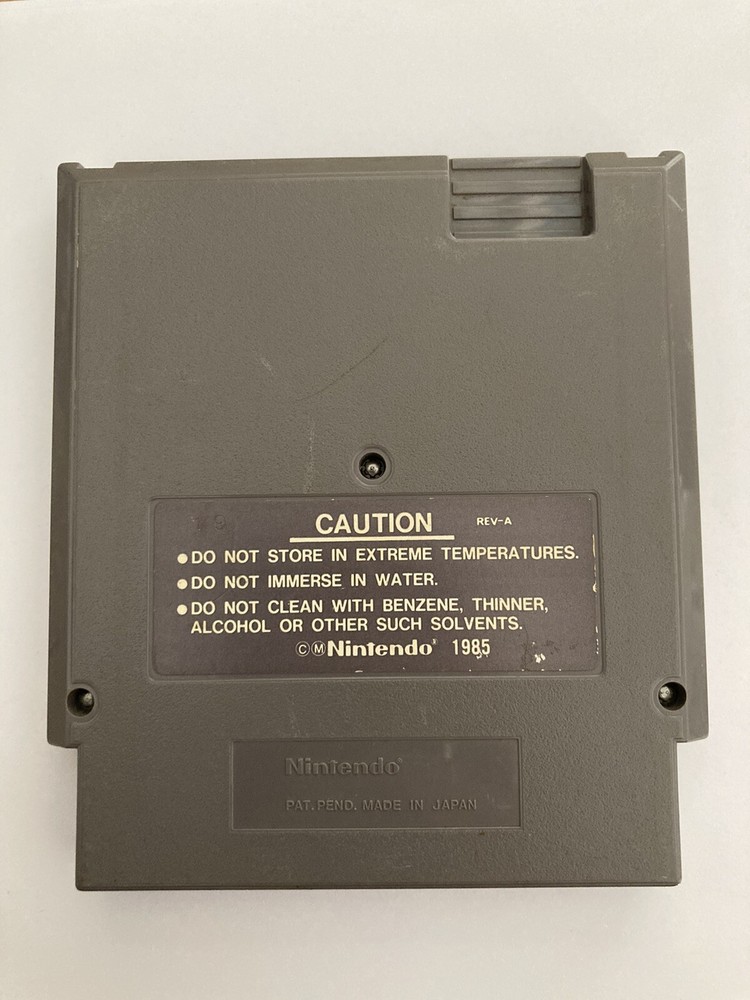 CAUTION REV-A
●DO NOT STORE IN EXTREME TEMPERATURES.
●DO NOT IMMERSE IN WATER.
●DO NOT CLEAN WITH BENZENE, THINNER,
ALCOHOL OR OTHER SUCH SOLVENTS.
©ⓂNintendo® 1985
Nintendo®
PAT. PEND. MADE IN JAPAN